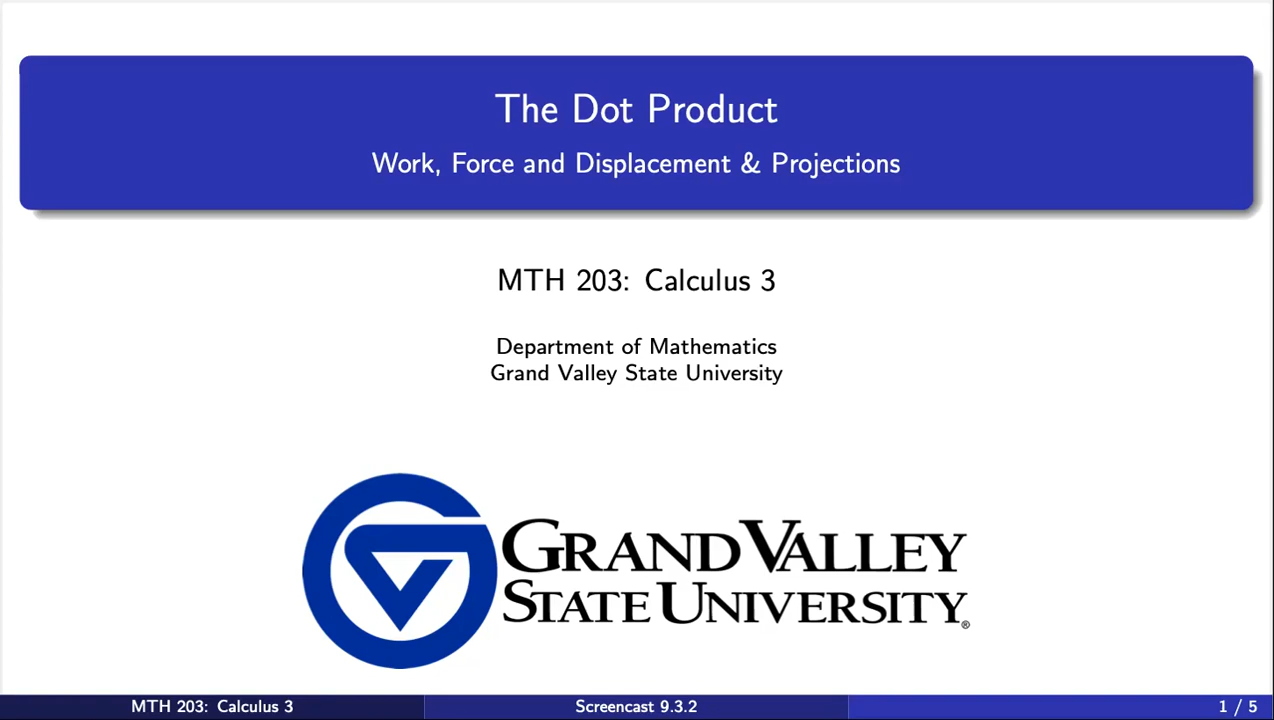 The Dot Product
Work, Force and Displacement & Projections
MTH 203: Calculus 3
Department of Mathematics
Grand Valley State University
GRAND VALLEY
STATE UNIVERSITY®
MTH 203: Calculus 3
Screencast 9.3.2
1 / 5